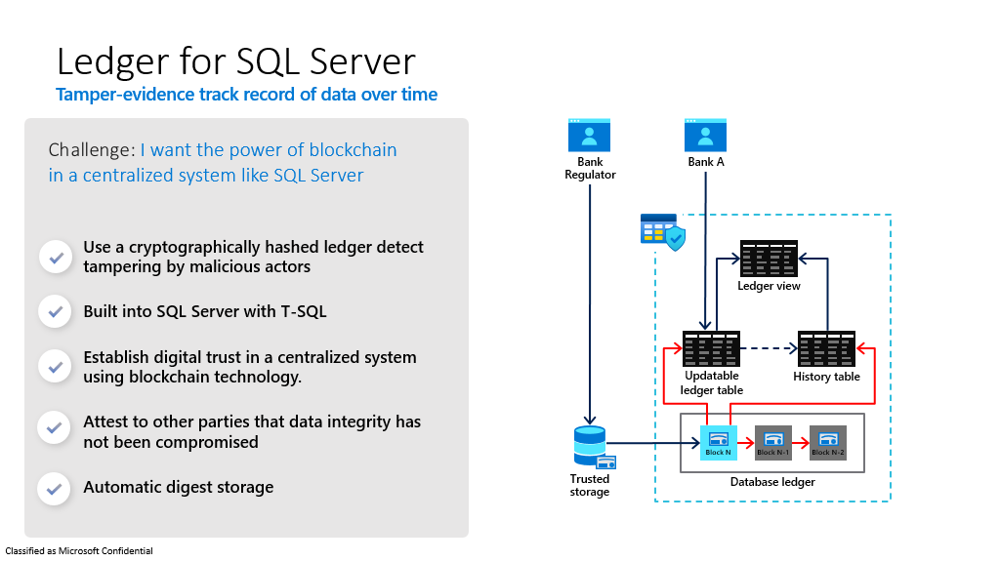 Ledger for SQL Server
Tamper-evidence track record of data over time
Challenge: I want the power of blockchain
in a centralized system like SQL Server
Use a cryptographically hashed ledger detect
tampering by malicious actors
Built into SQL Server with T-SQL
Establish digital trust in a centralized system
using blockchain technology.
Attest to other parties that data integrity has
not been compromised
Automatic digest storage
Bank
Regulator
Bank A
Ledger view
Updatable
ledger table
History table
Block N
Block N-1
Block N-2
Database ledger
Trusted
storage
Classified as Microsoft Confidential